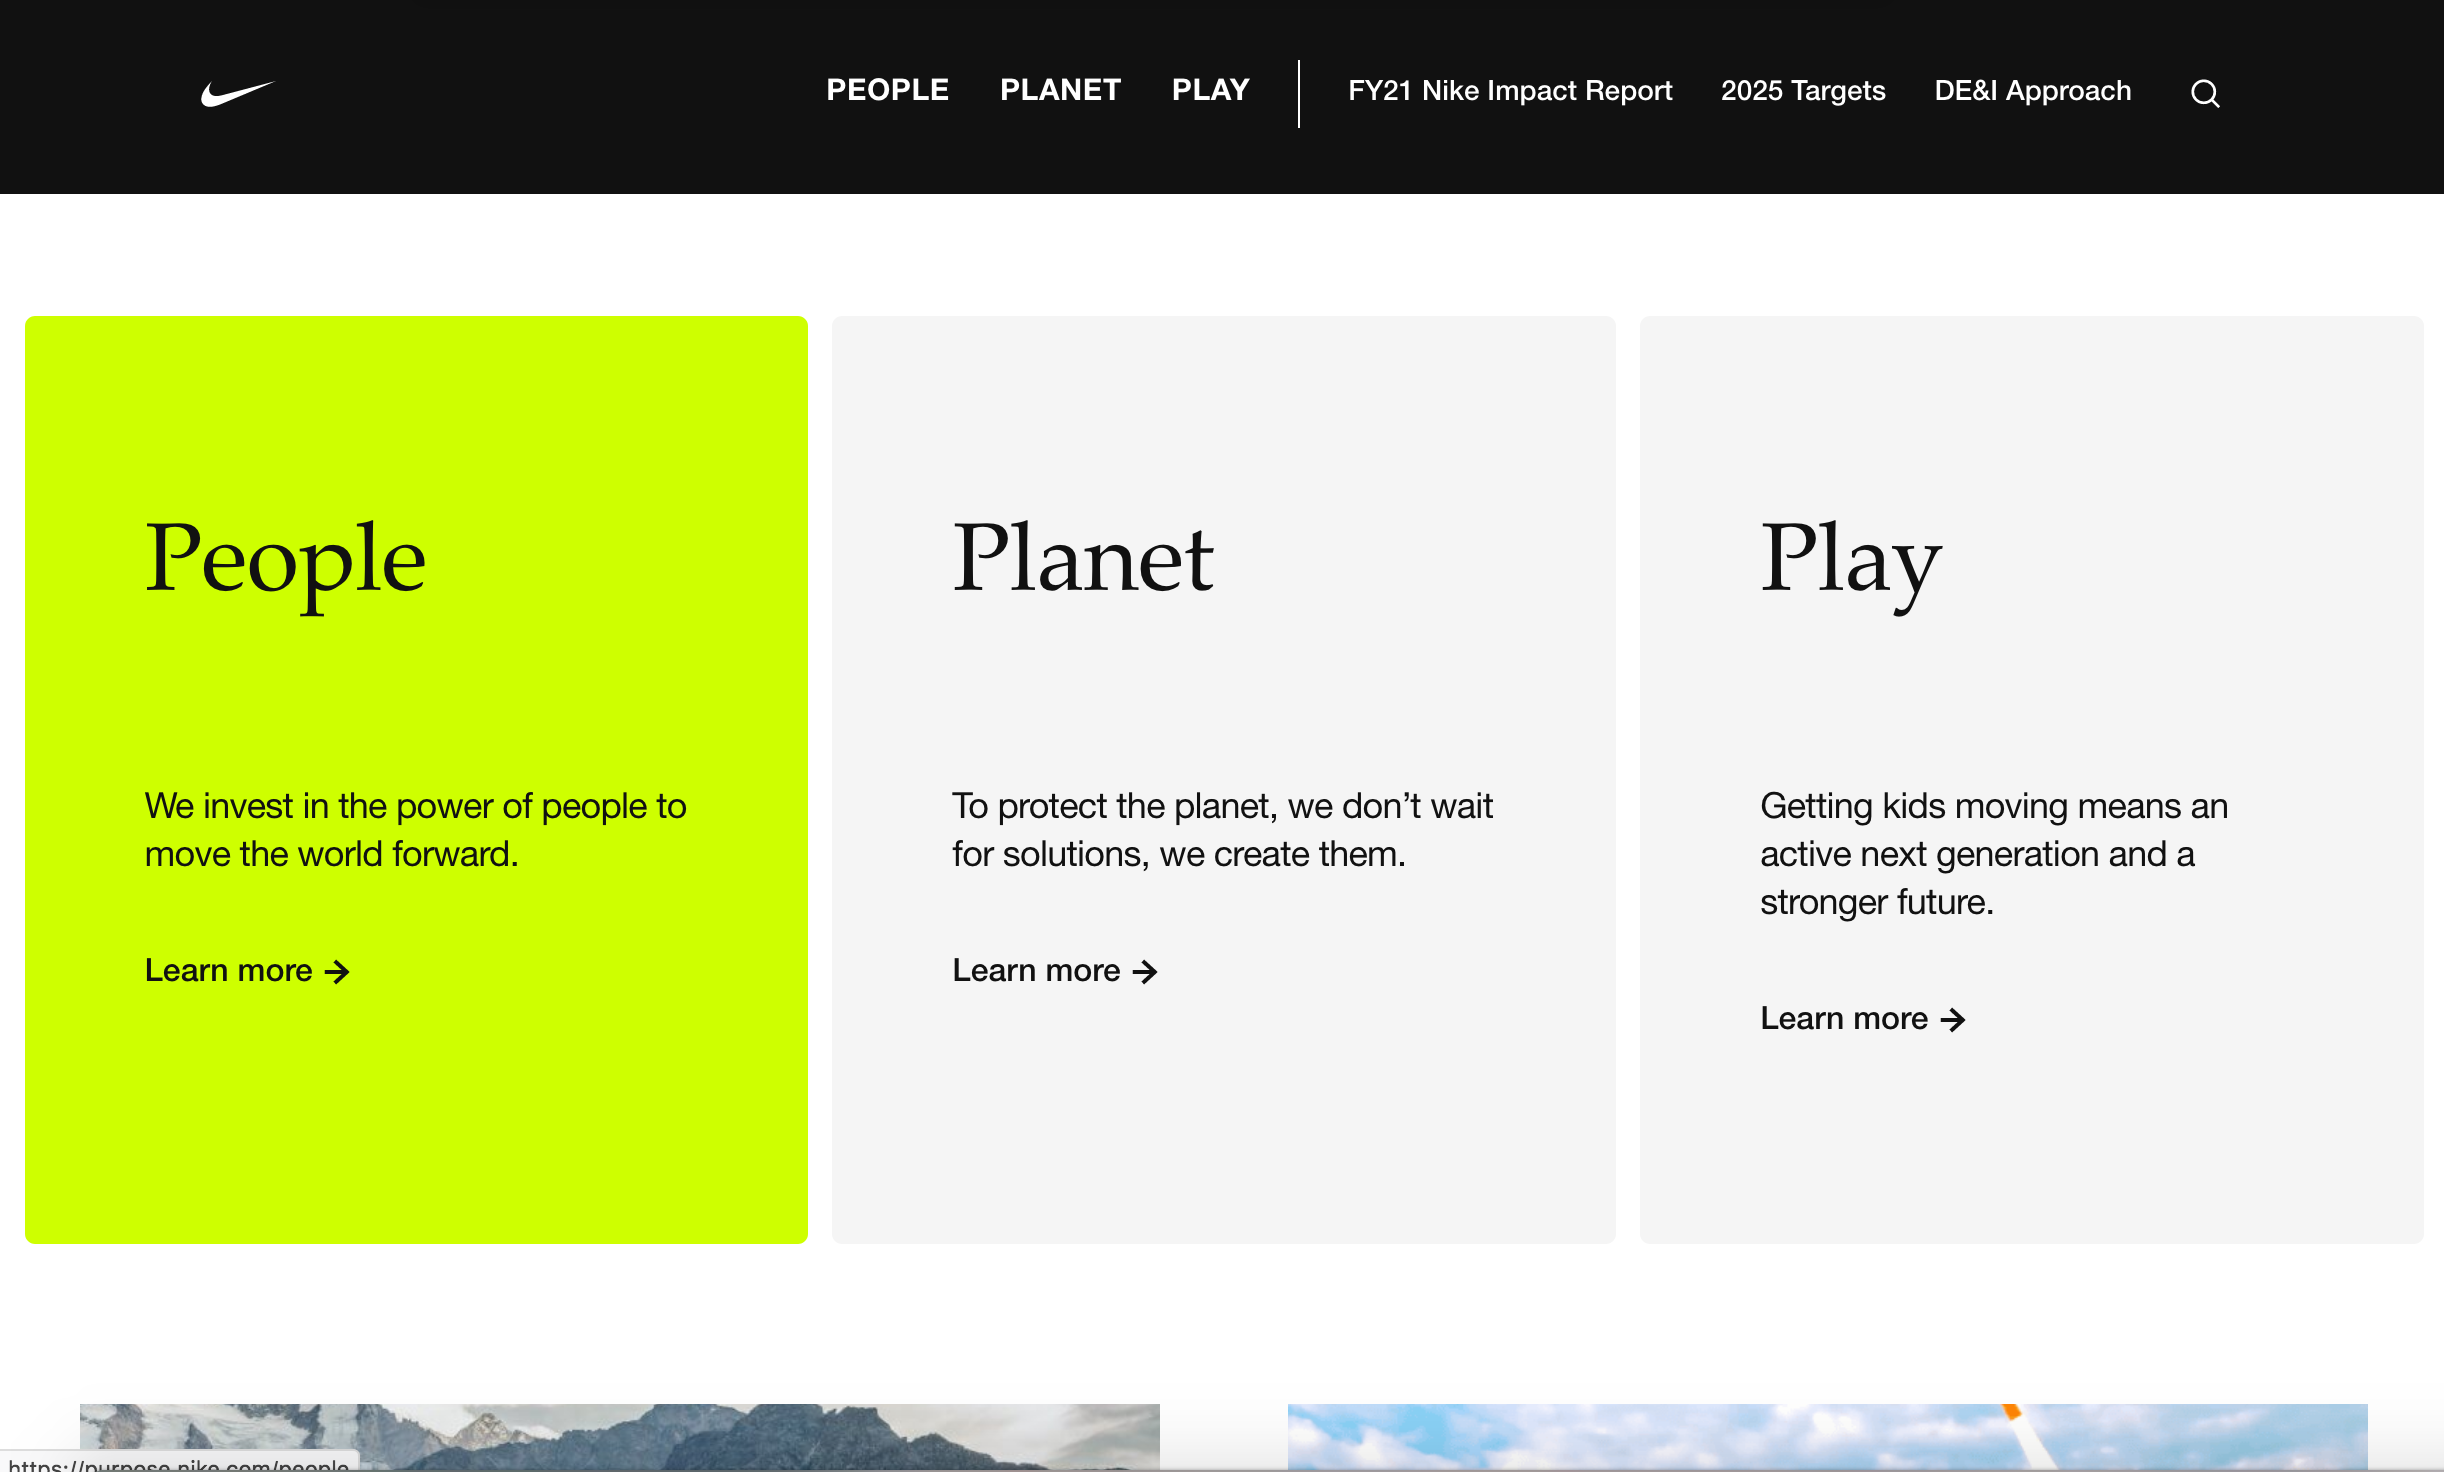 PEOPLE PLANET PLAY FY21 Nike Impact Report 2025 Targets DE&I Approach
People
We invest in the power of people to
move the world forward.
Learn more →
Planet
To protect the planet, we don’t wait
for solutions, we create them.
Learn more →
Play
Getting kids moving means an
active next generation and a
stronger future.
Learn more →
https://purpose.nike.com/people